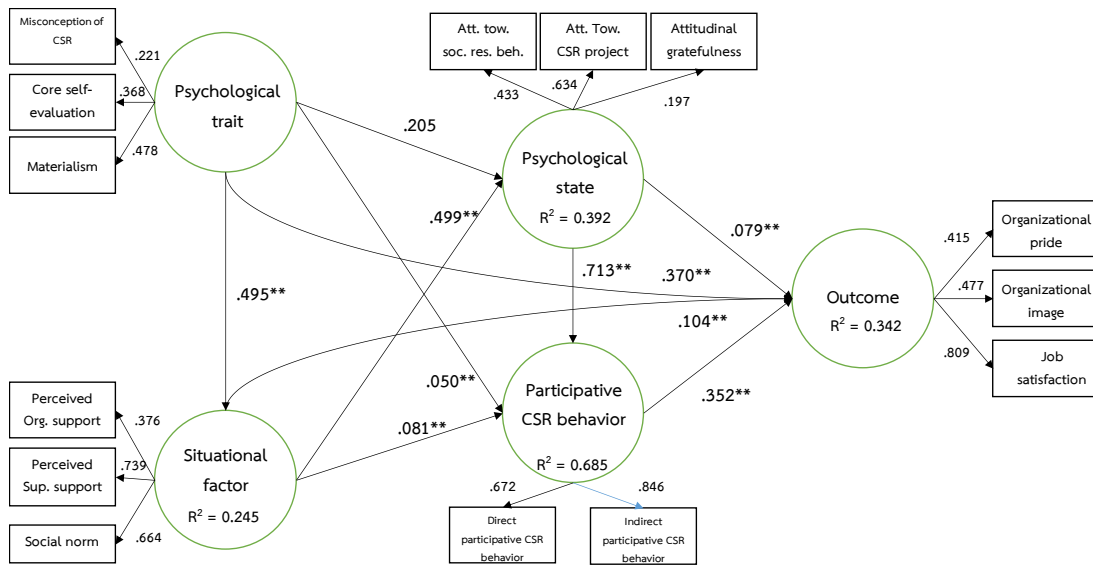 Misconception of
CSR
.221
Core self-
evaluation
.368
Materialism
.478
Psychological
trait
Att. tow.
soc. res. beh.
Att. Tow.
CSR project
Attitudinal
gratefulness
.433
.634
.197
.205
Psychological
state
R² = 0.392
.499**
.079**
.713**
.370**
.495**
.104**
Outcome
R² = 0.342
.415
Organizational
pride
.477
Organizational
image
.809
Job
satisfaction
.050**
.081**
.352**
Participative
CSR behavior
R² = 0.685
Perceived
Org. support
.376
Perceived
Sup. support
.739
Social norm
.664
Situational
factor
R² = 0.245
.672
.846
Direct
participative CSR
behavior
Indirect
participative CSR
behavior